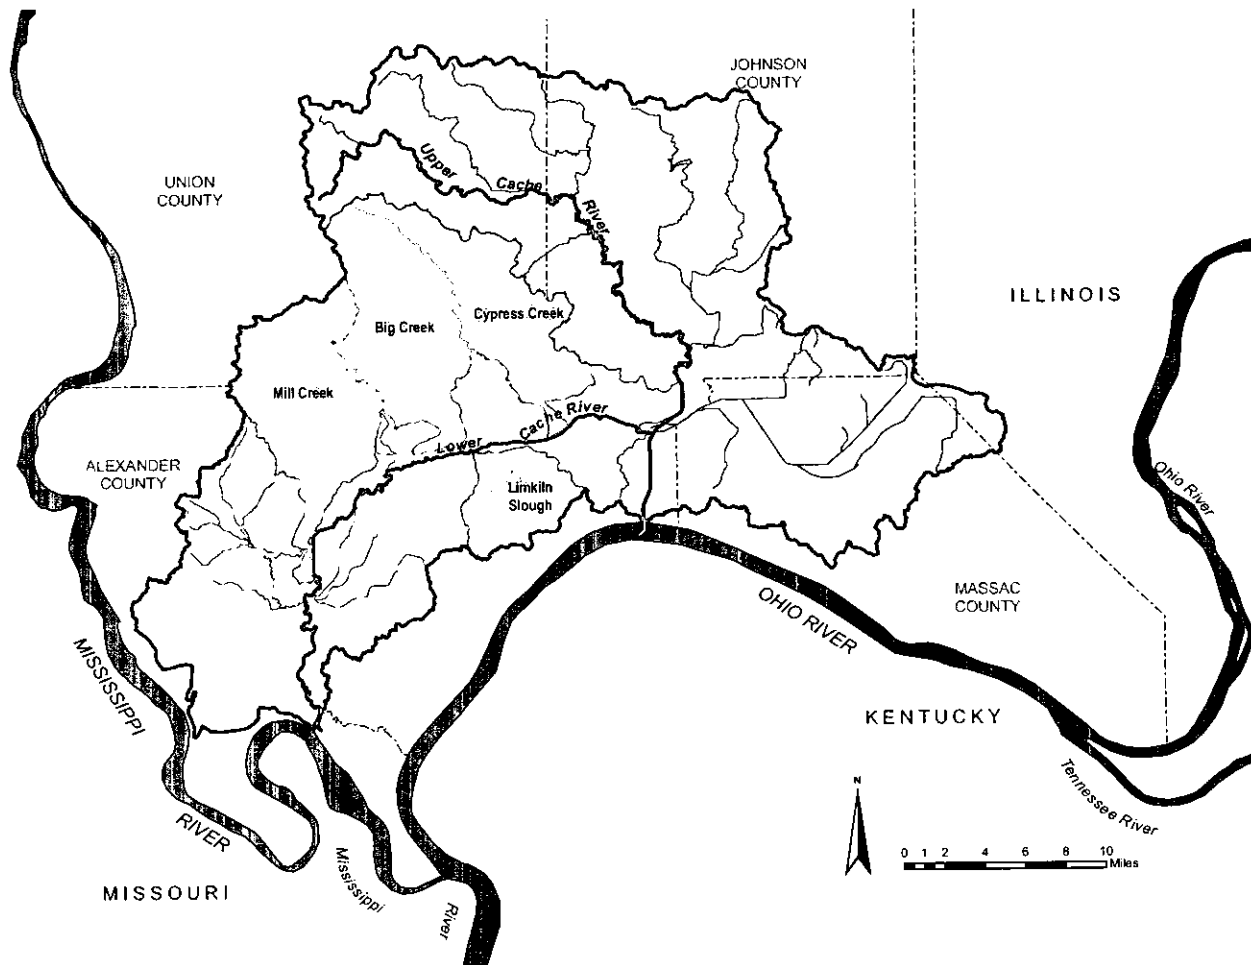 JOHNSON
COUNTY
Upper
Cache
River
UNION
COUNTY
ILLINOIS
Cypress Creek
Big Creek
Mill Creek
Lower
Cache River
ALEXANDER
COUNTY
Limkiln
Slough
Ohio River
MASSAC
COUNTY
OHIO RIVER
MISSISSIPPI
RIVER
KENTUCKY
Tennessee River
N
0 1 2 4 6 8 10
Miles
Mississippi
River
MISSOURI